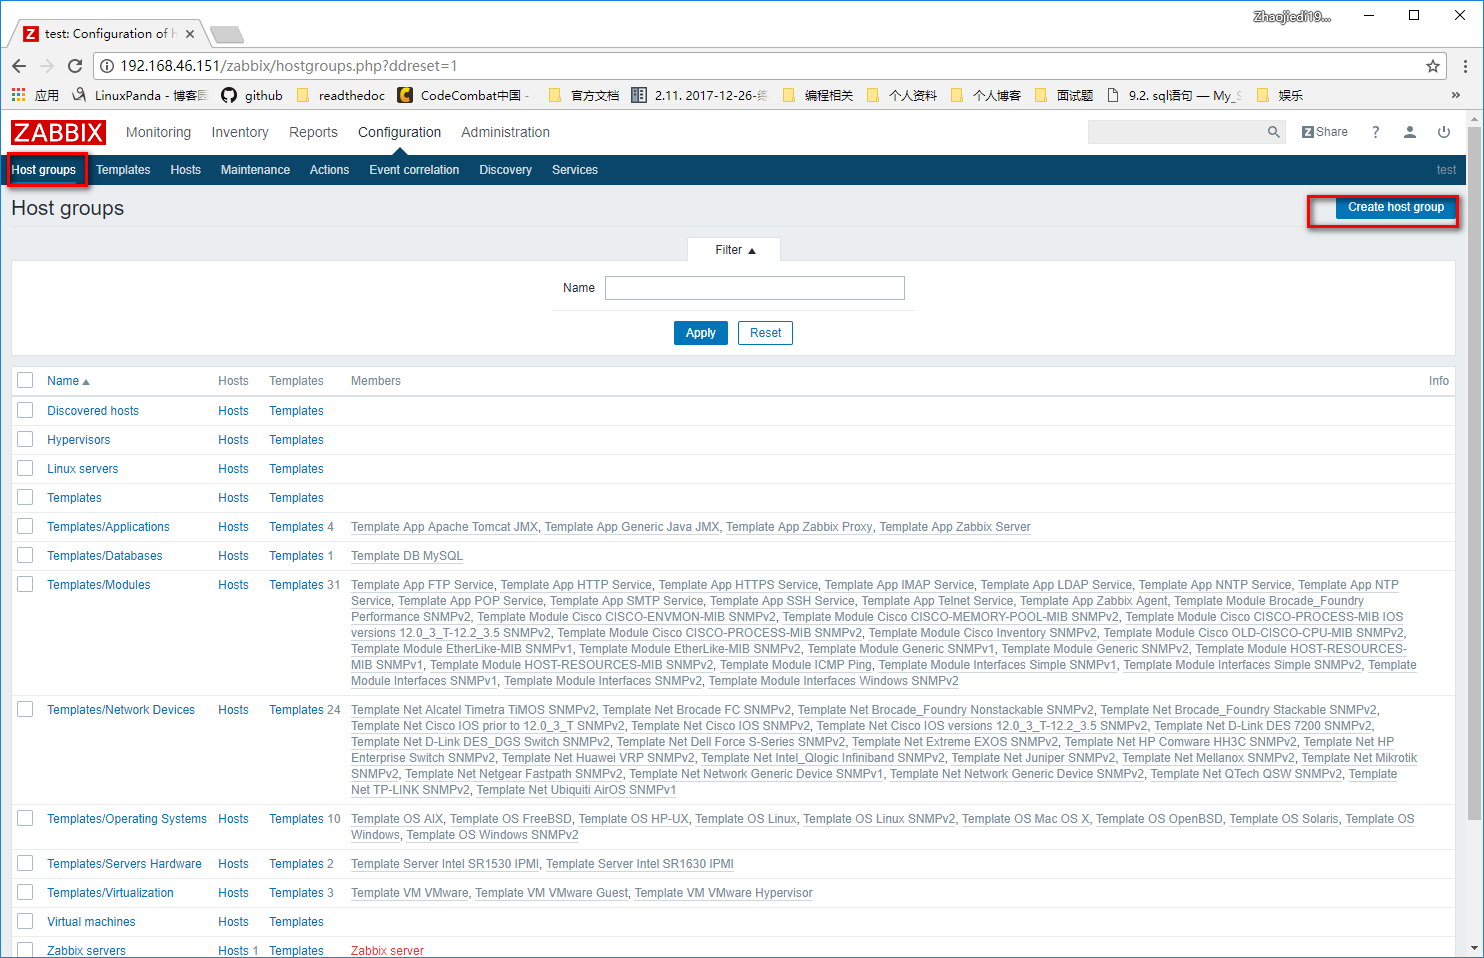 Zhaojiedi19...
Z test: Configuration of h
192.168.46.151/zabbix/hostgroups.php?ddreset=1
应用 LinuxPanda - 博客园 github readthedoc CodeCombat中国 - 官方文档 2.11. 2017-12-26-练 编程相关 个人资料 个人博客 面试题 9.2. sql语句 — My_S 娱乐 »
ZABBIX Monitoring Inventory Reports Configuration Administration Z Share ?
Host groups Templates Hosts Maintenance Actions Event correlation Discovery Services test
Host groups Create host group
Filter ▲
Name
Apply Reset
Name ▲ Hosts Templates Members Info
Discovered hosts Hosts Templates
Hypervisors Hosts Templates
Linux servers Hosts Templates
Templates Hosts Templates
Templates/Applications Hosts Templates 4 Template App Apache Tomcat JMX, Template App Generic Java JMX, Template App Zabbix Proxy, Template App Zabbix Server
Templates/Databases Hosts Templates 1 Template DB MySQL
Templates/Modules Hosts Templates 31 Template App FTP Service, Template App HTTP Service, Template App HTTPS Service, Template App IMAP Service, Template App LDAP Service, Template App NNTP Service, Template App NTP
Service, Template App POP Service, Template App SMTP Service, Template App SSH Service, Template App Telnet Service, Template App Zabbix Agent, Template Module Brocade_Foundry
Performance SNMPv2, Template Module Cisco CISCO-ENVMON-MIB SNMPv2, Template Module Cisco CISCO-MEMORY-POOL-MIB SNMPv2, Template Module Cisco CISCO-PROCESS-MIB IOS
versions 12.0_3_T-12.2_3.5 SNMPv2, Template Module Cisco CISCO-PROCESS-MIB SNMPv2, Template Module Cisco Inventory SNMPv2, Template Module Cisco OLD-CISCO-CPU-MIB SNMPv2,
Template Module EtherLike-MIB SNMPv1, Template Module EtherLike-MIB SNMPv2, Template Module Generic SNMPv1, Template Module Generic SNMPv2, Template Module HOST-RESOURCES-
MIB SNMPv1, Template Module HOST-RESOURCES-MIB SNMPv2, Template Module ICMP Ping, Template Module Interfaces Simple SNMPv1, Template Module Interfaces Simple SNMPv2, Template
Module Interfaces SNMPv1, Template Module Interfaces SNMPv2, Template Module Interfaces Windows SNMPv2
Templates/Network Devices Hosts Templates 24 Template Net Alcatel Timetra TiMOS SNMPv2, Template Net Brocade FC SNMPv2, Template Net Brocade_Foundry Nonstackable SNMPv2, Template Net Brocade_Foundry Stackable SNMPv2,
Template Net Cisco IOS prior to 12.0_3_T SNMPv2, Template Net Cisco IOS SNMPv2, Template Net Cisco IOS versions 12.0_3_T-12.2_3.5 SNMPv2, Template Net D-Link DES 7200 SNMPv2,
Template Net D-Link DES_DGS Switch SNMPv2, Template Net Dell Force S-Series SNMPv2, Template Net Extreme EXOS SNMPv2, Template Net HP Comware HH3C SNMPv2, Template Net HP
Enterprise Switch SNMPv2, Template Net Huawei VRP SNMPv2, Template Net Intel_Qlogic Infiniband SNMPv2, Template Net Juniper SNMPv2, Template Net Mellanox SNMPv2, Template Net Mikrotik
SNMPv2, Template Net Netgear Fastpath SNMPv2, Template Net Network Generic Device SNMPv1, Template Net Network Generic Device SNMPv2, Template Net QTech QSW SNMPv2, Template
Net TP-LINK SNMPv2, Template Net Ubiquiti AirOS SNMPv1
Templates/Operating Systems Hosts Templates 10 Template OS AIX, Template OS FreeBSD, Template OS HP-UX, Template OS Linux, Template OS Linux SNMPv2, Template OS Mac OS X, Template OS OpenBSD, Template OS Solaris, Template OS
Windows, Template OS Windows SNMPv2
Templates/Servers Hardware Hosts Templates 2 Template Server Intel SR1530 IPMI, Template Server Intel SR1630 IPMI
Templates/Virtualization Hosts Templates 3 Template VM VMware, Template VM VMware Guest, Template VM VMware Hypervisor
Virtual machines Hosts Templates
Zabbix servers Hosts 1 Templates Zabbix server